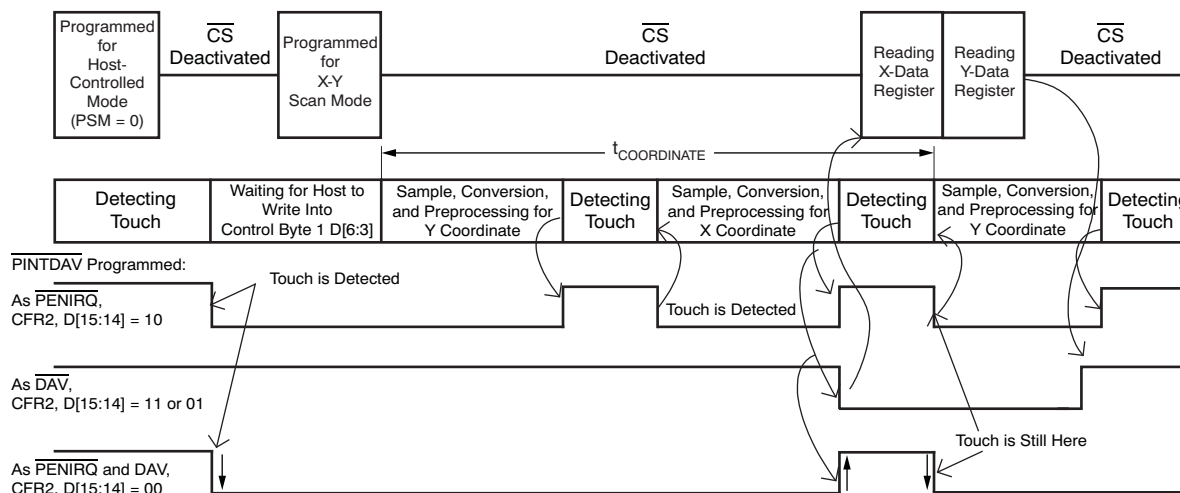 Programmed
for
Host-
Controlled
Mode
(PSM = 0)
CS
Deactivated
Programmed
for
X-Y
Scan Mode
CS
Deactivated
Reading
X-Data
Register
Reading
Y-Data
Register
CS
Deactivated
tCOORDINATE
Detecting
Touch
Waiting for Host to
Write Into
Control Byte 1 D[6:3]
Sample, Conversion,
and Preprocessing for
Y Coordinate
Detecting
Touch
Sample, Conversion,
and Preprocessing for
X Coordinate
Detecting
Touch
Sample, Conversion,
and Preprocessing for
Y Coordinate
Detecting
Touch
PINTDAV Programmed:
Touch is Detected
As PENIRQ,
CFR2, D[15:14] = 10
Touch is Detected
As DAV,
CFR2, D[15:14] = 11 or 01
Touch is Still Here
As PENIRQ and DAV,
CFR2, D[15:14] = 00